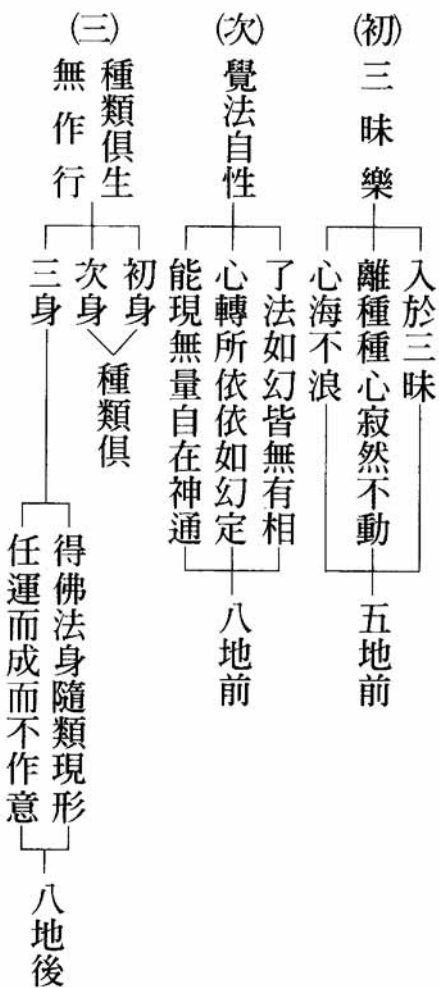 (初)三昧樂
入於三昧
離種種心寂然不動
心海不浪
五地前
(次)覺法自性
了法如幻皆無有相
心轉所依依如幻定
能現無量自在神通
八地前
(三)種類俱生
無作行
初身
次身
種類俱
三身
得佛法身隨類現形
任運而成而不作意
八地後